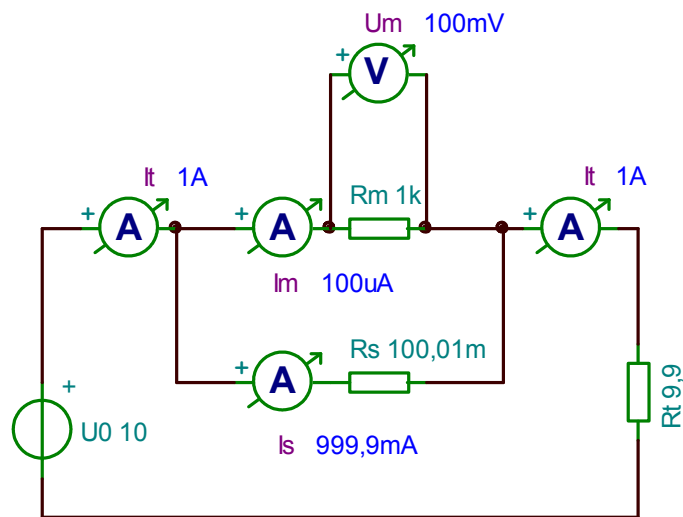 Um 100mV
+
V
It 1A
It 1A
+
A
+
A
Rm 1k
+
A
Im 100uA
+
A
Rs 100,01m
+
U0 10
Is 999,9mA
Rt 9,9